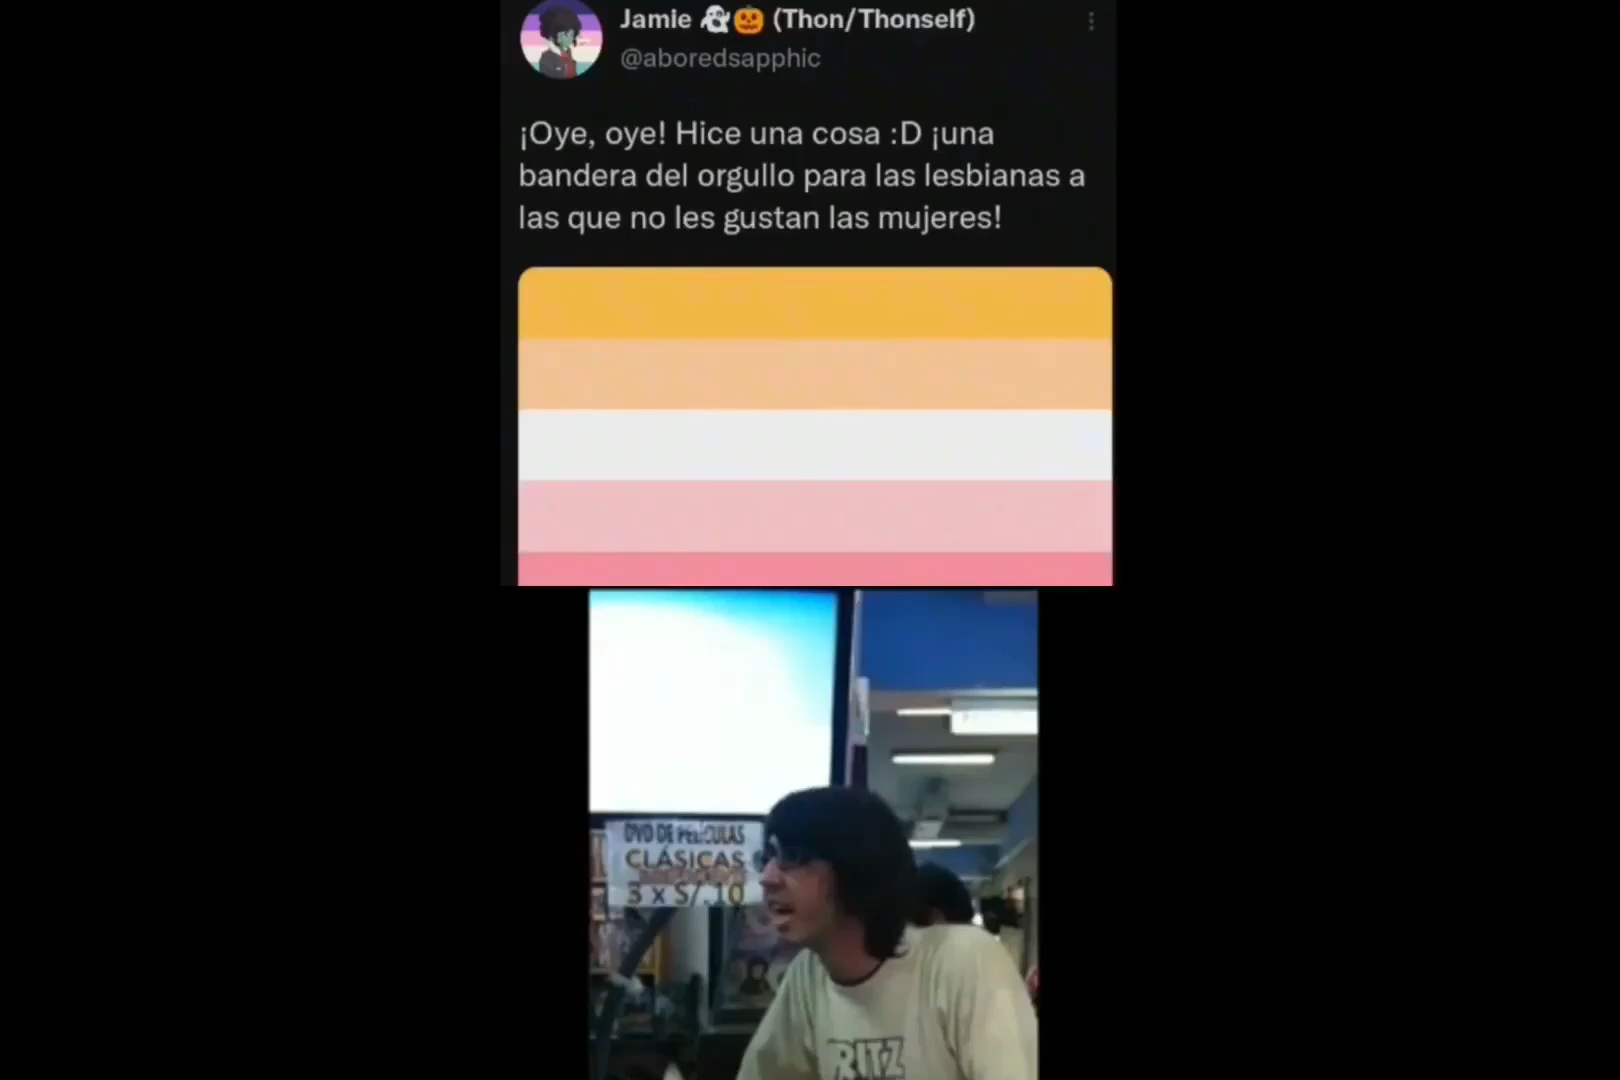 Jamie 👻🎃 (Thon/Thonself)
@aboredsapphic
¡Oye, oye! Hice una cosa :D ¡una
bandera del orgullo para las lesbianas a
las que no les gustan las mujeres!
DVD DE PELÍCULAS
CLÁSICAS
3 x S/. 10
RITZ